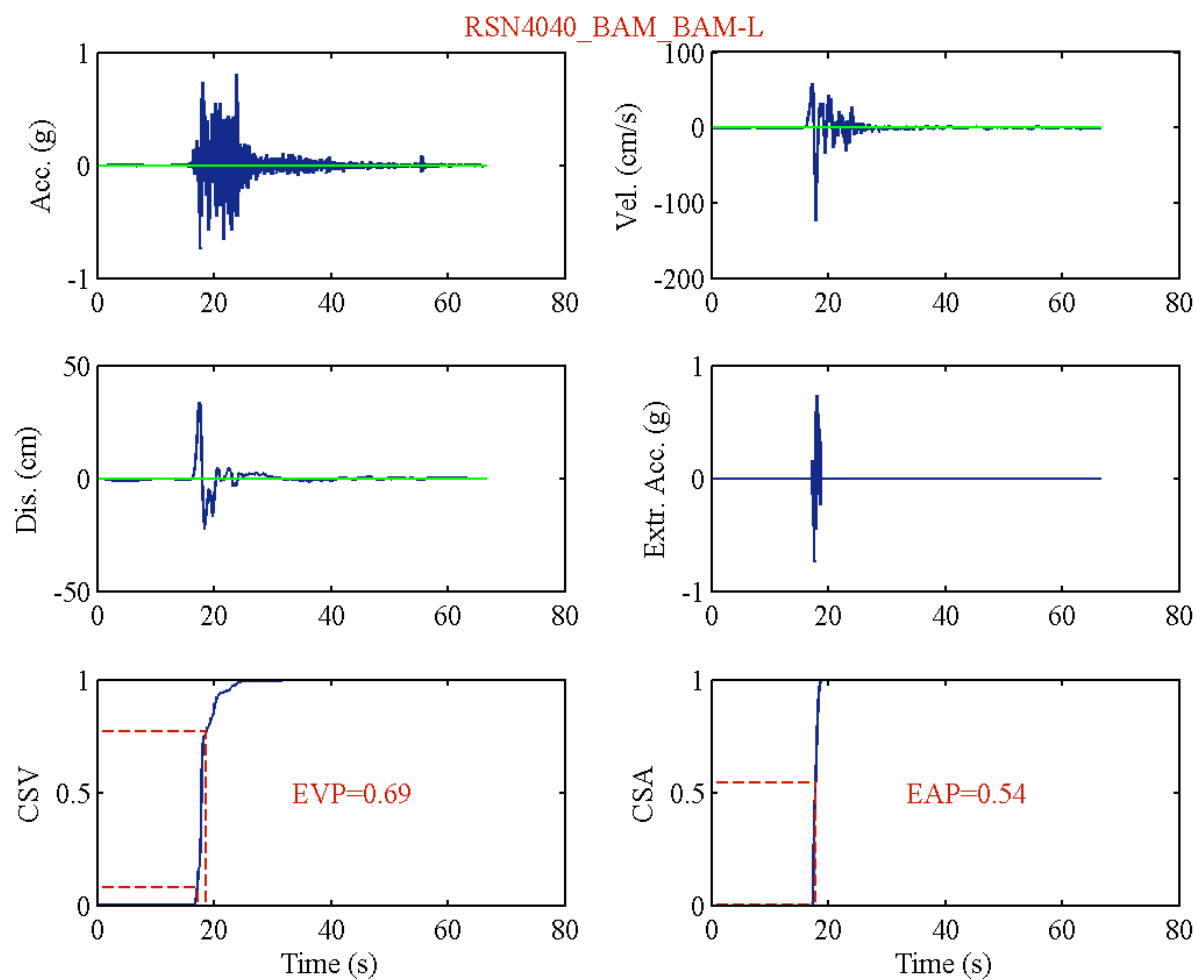 RSN4040_BAM_BAM-L
1
0
-1
Acc. (g)
0 20 40 60 80
100
0
-100
-200
Vel. (cm/s)
0 20 40 60 80
50
0
-50
Dis. (cm)
0 20 40 60 80
1
0
-1
Extr. Acc. (g)
0 20 40 60 80
1
0.5
0
CSV
EVP=0.69
0 20 40 60 80
Time (s)
1
0.5
0
CSA
EAP=0.54
0 20 40 60 80
Time (s)